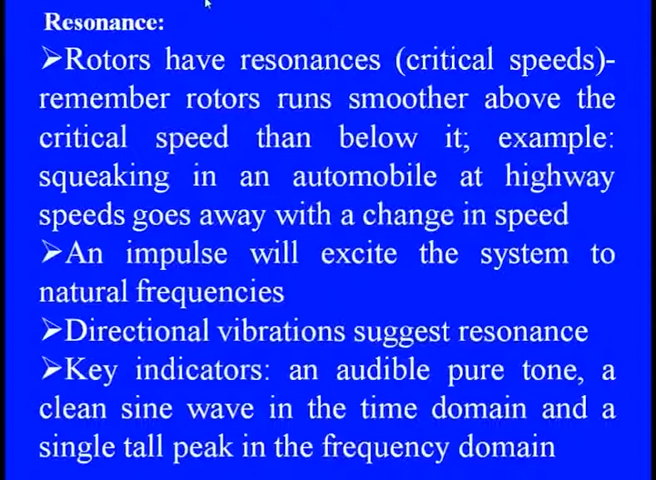 Resonance:
➢Rotors have resonances (critical speeds)-
remember rotors runs smoother above the
critical speed than below it; example:
squeaking in an automobile at highway
speeds goes away with a change in speed
➢An impulse will excite the system to
natural frequencies
➢Directional vibrations suggest resonance
➢Key indicators: an audible pure tone, a
clean sine wave in the time domain and a
single tall peak in the frequency domain